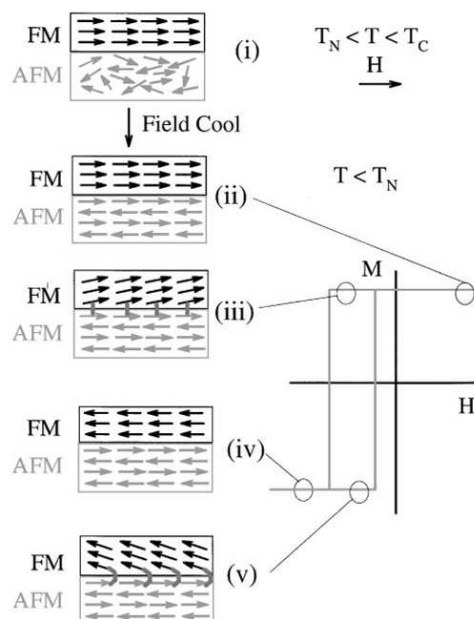 FM
AFM
(i)
T_N < T < T_C
H
Field Cool
FM
AFM
(ii)
T < T_N
M
FM
AFM
(iii)
H
FM
AFM
(iv)
FM
AFM
(v)